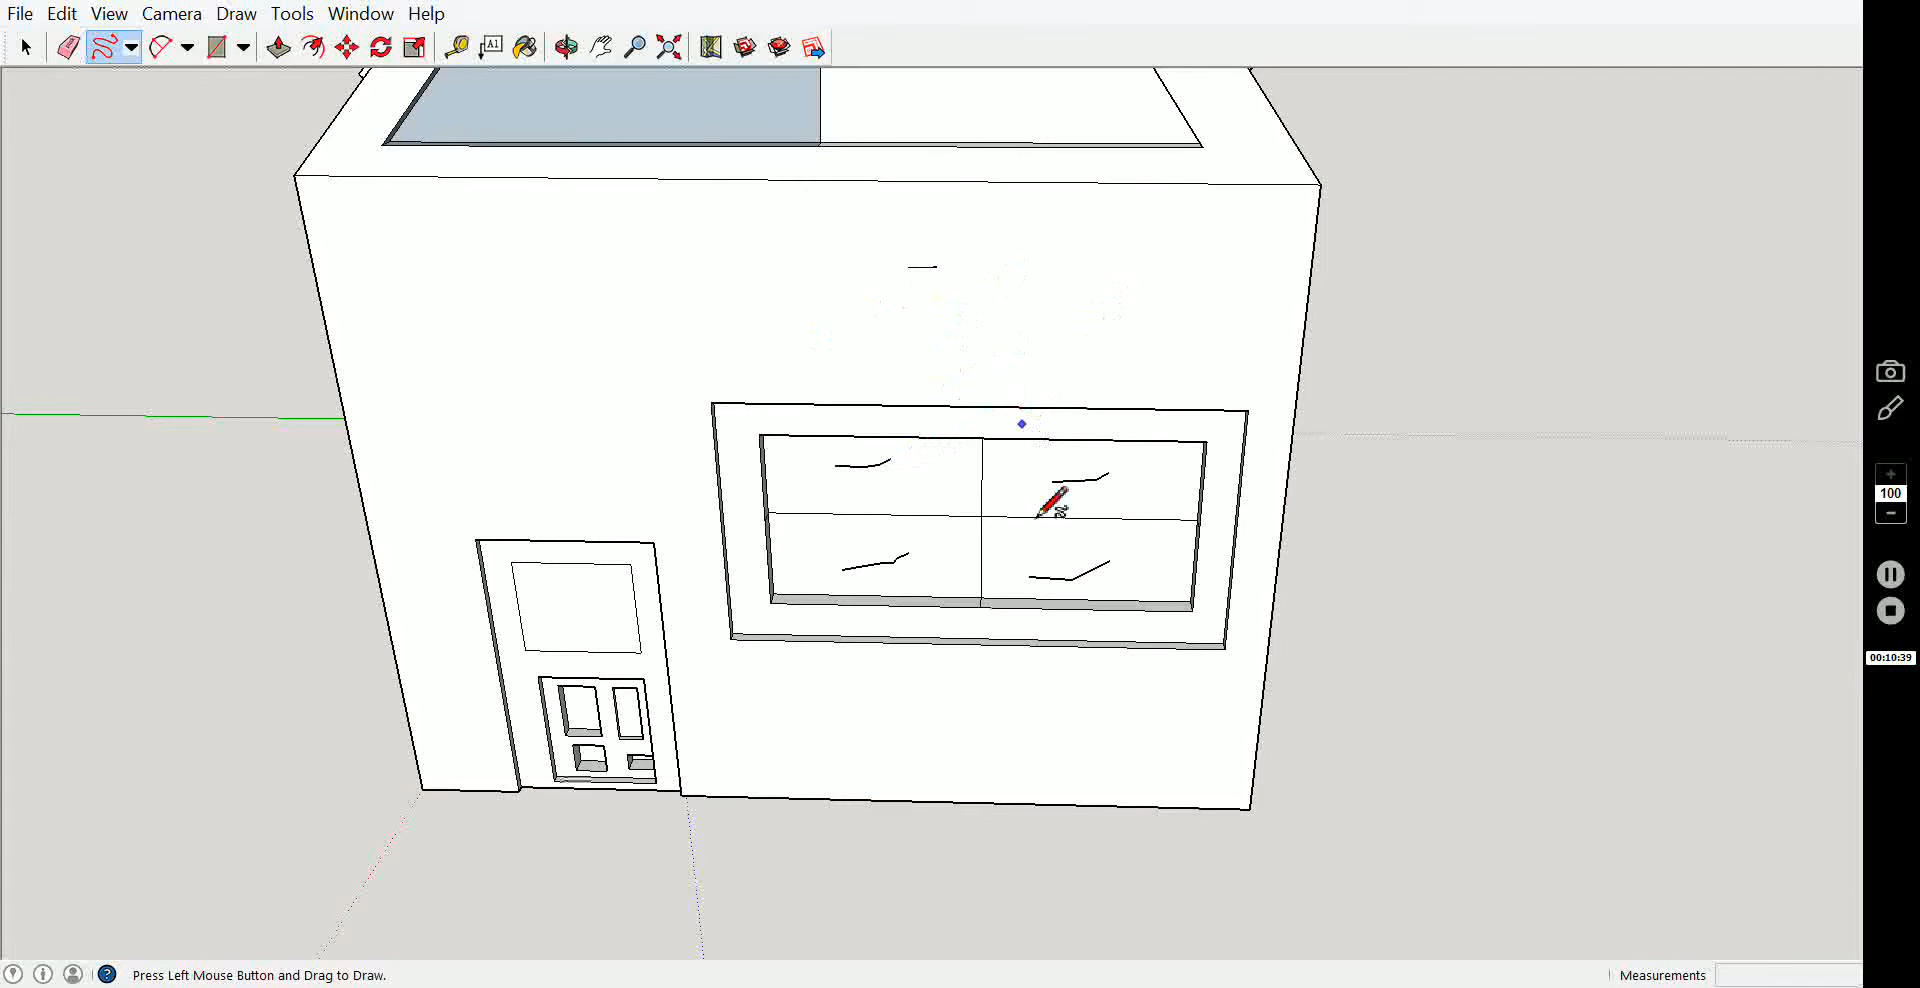 File Edit View Camera Draw Tools Window Help
A1
100
00:10:39
Press Left Mouse Button and Drag to Draw.
Measurements